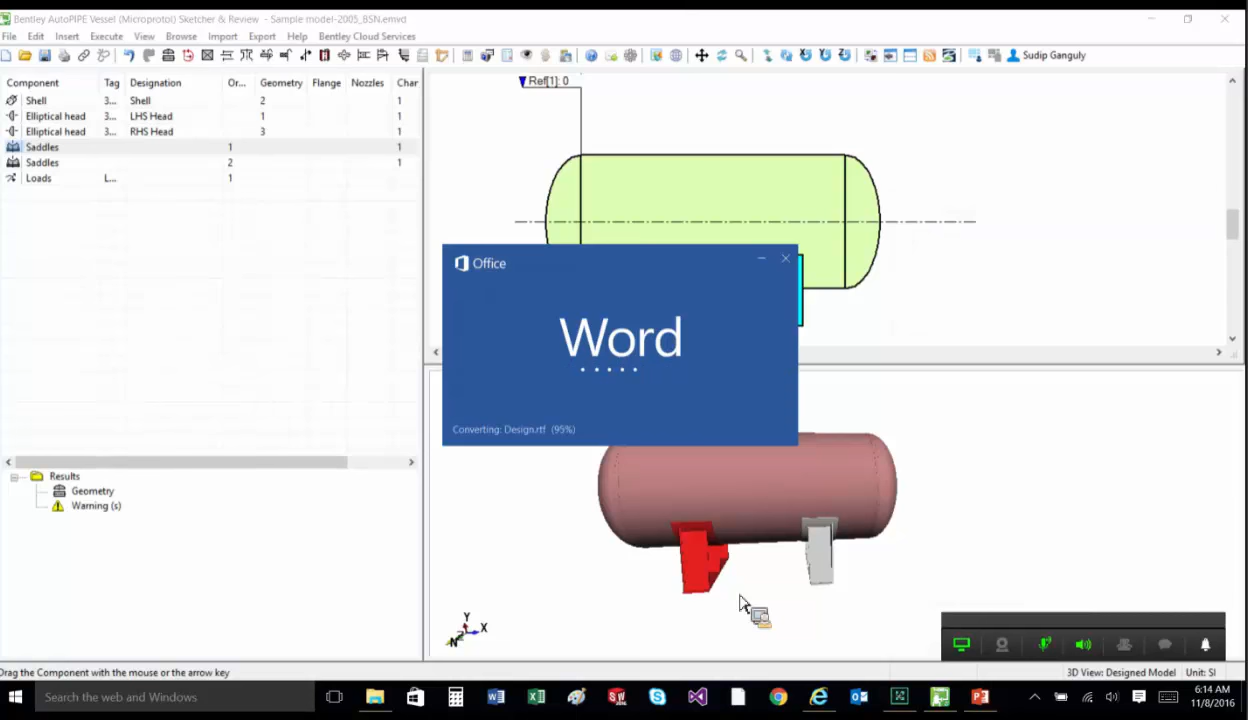 Bentley AutoPIPE Vessel (Microprotol) Sketcher & Review - Sample model-2005_BSN.emvd
File Edit Insert Execute View Browse Import Export Help Bentley Cloud Services
Sudip Ganguly
Component Tag Designation Or... Geometry Flange Nozzles Char
Shell 3... Shell 2 1
Elliptical head 3... LHS Head 1 1
Elliptical head 3... RHS Head 3 1
Saddles 1 1
Saddles 2 1
Loads L... 1
Results
Geometry
Warning (s)
Ref[1]: 0
Office
Word
Converting: Design.rtf (95%)
Y
X
N
Drag the Component with the mouse or the arrow key
3D View: Designed Model Unit: SI
Search the web and Windows
6:14 AM
11/8/2016